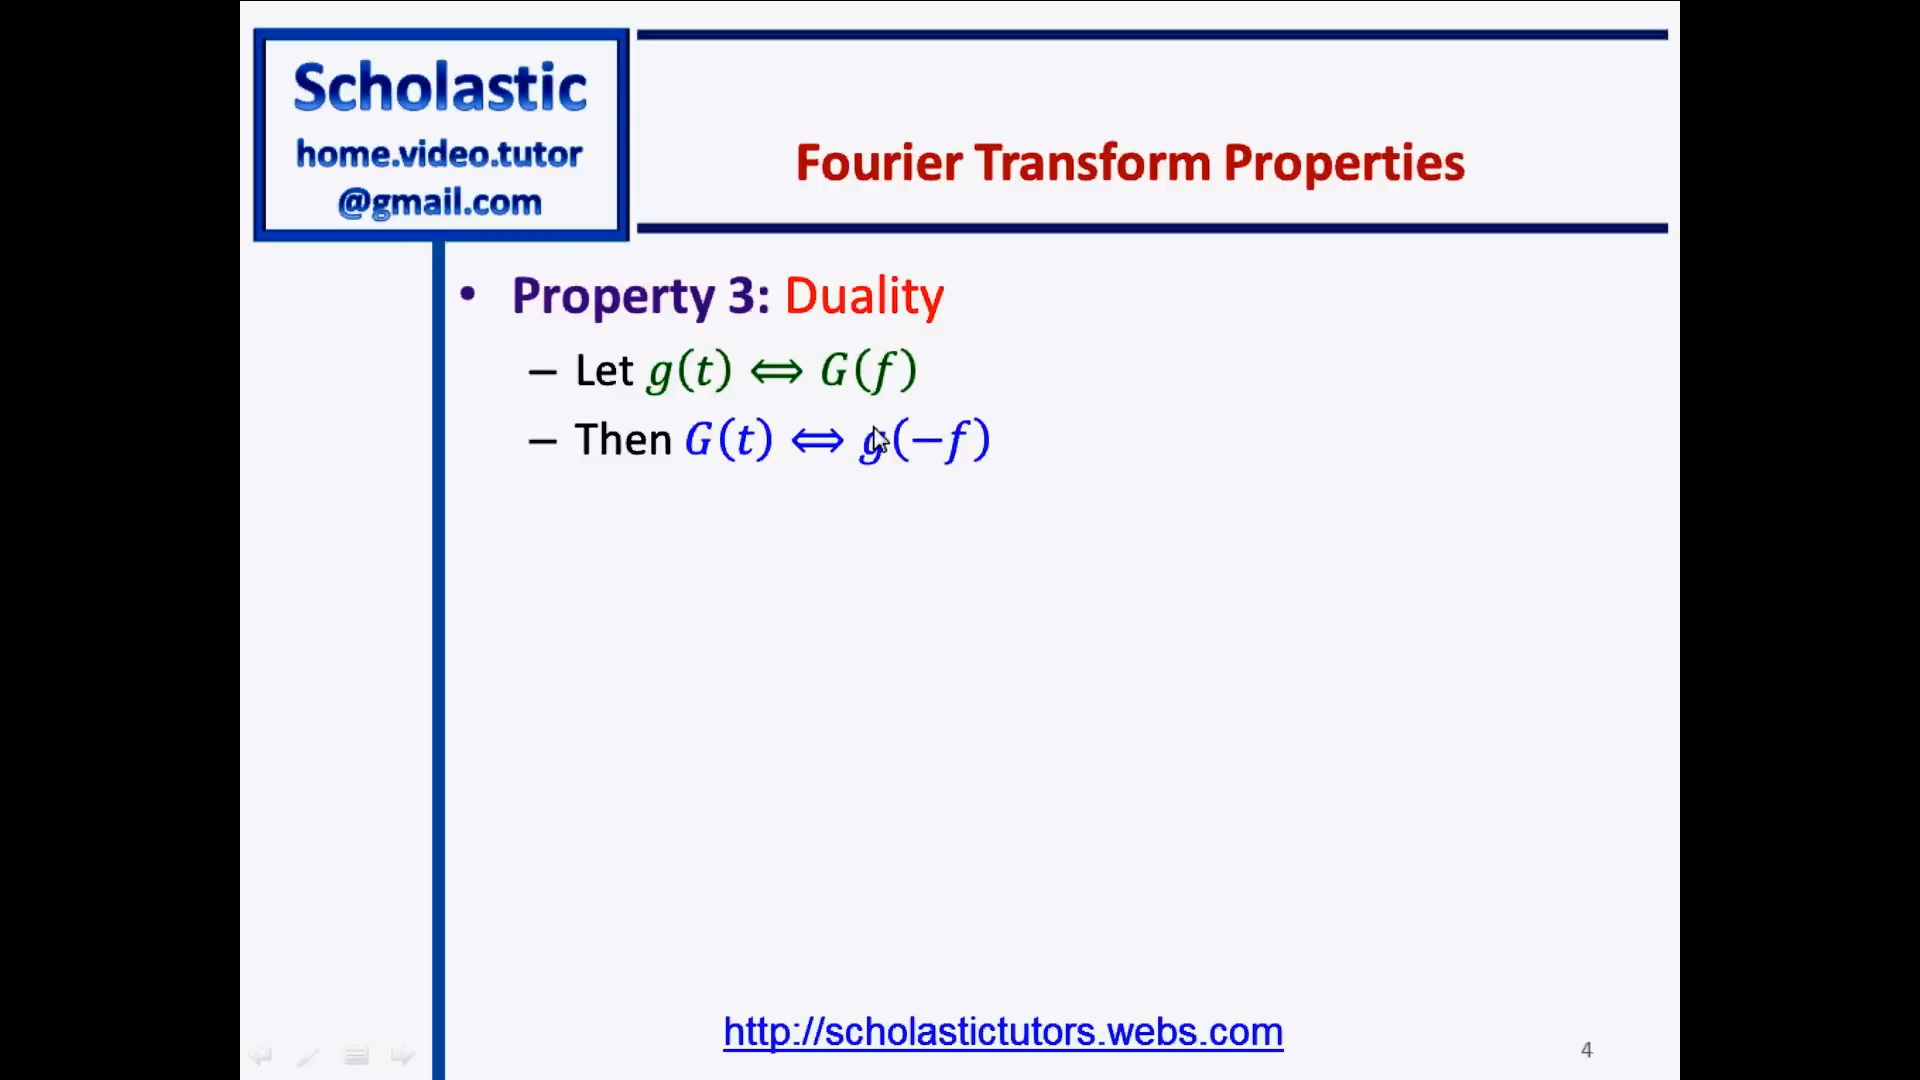 Scholastic
home.video.tutor
@gmail.com
Fourier Transform Properties
• Property 3: Duality
– Let g(t) ⟺ G(f)
– Then G(t) ⟺ g(−f)
http://scholastictutors.webs.com
4